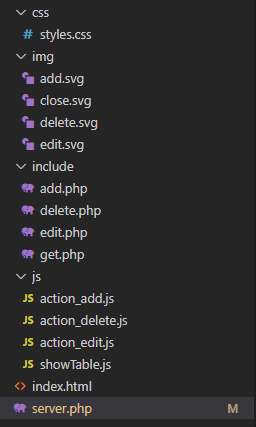 css
# styles.css
img
add.svg
close.svg
delete.svg
edit.svg
include
add.php
delete.php
edit.php
get.php
js
JS action_add.js
JS action_delete.js
JS action_edit.js
JS showTable.js
<> index.html
server.php M